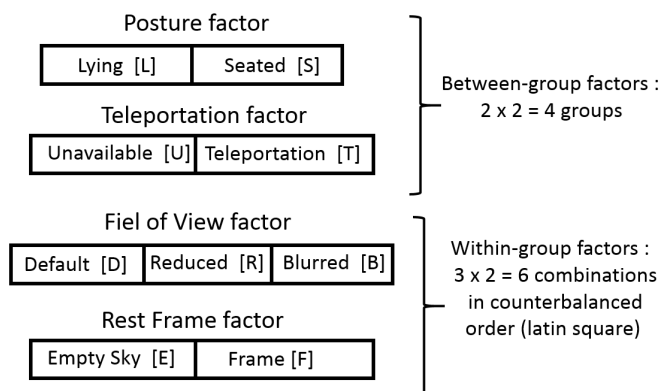 Posture factor
Lying [L] Seated [S]
Teleportation factor
Unavailable [U] Teleportation [T]
Between-group factors :
2 x 2 = 4 groups
Fiel of View factor
Default [D] Reduced [R] Blurred [B]
Rest Frame factor
Empty Sky [E] Frame [F]
Within-group factors :
3 x 2 = 6 combinations
in counterbalanced
order (latin square)